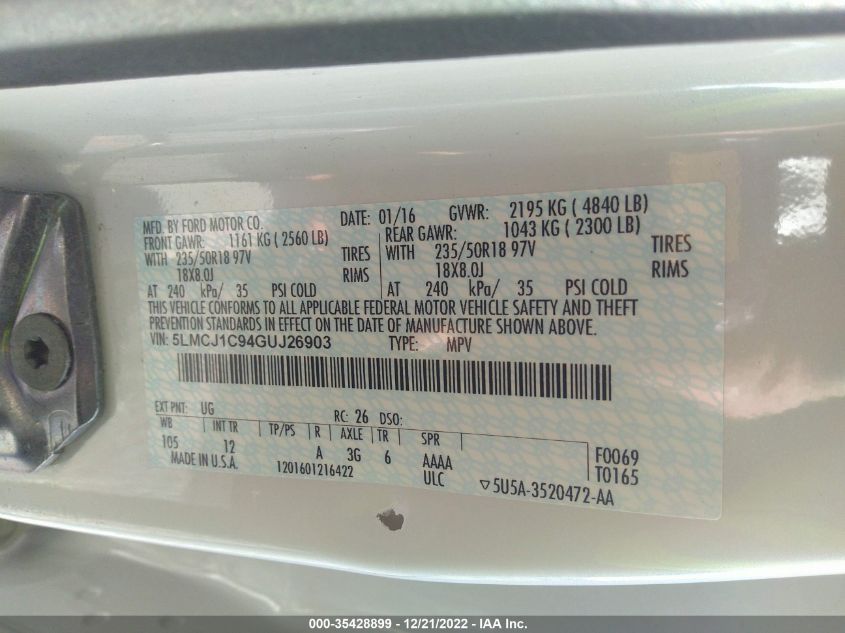 MFD. BY FORD MOTOR CO. DATE: 01/16 GVWR: 2195 KG ( 4840 LB)
FRONT GAWR: 1161 KG ( 2560 LB) REAR GAWR: 1043 KG ( 2300 LB)
WITH 235/50R18 97V TIRES WITH 235/50R18 97V TIRES
18X8.0J RIMS 18X8.0J RIMS
AT 240 kPa/ 35 PSI COLD AT 240 kPa/ 35 PSI COLD
THIS VEHICLE CONFORMS TO ALL APPLICABLE FEDERAL MOTOR VEHICLE SAFETY AND THEFT
PREVENTION STANDARDS IN EFFECT ON THE DATE OF MANUFACTURE SHOWN ABOVE.
VIN: 5LMCJ1C94GUJ26903 TYPE: MPV
EXT PNT: UG RC: 26 DSO:
WB INT TR TP/PS R AXLE TR SPR
105 12 A 3G 6 AAAA F0069
MADE IN U.S.A. 1201601216422 ULC T0165
▽5U5A-3520472-AA
000-35428899 - 12/21/2022 - IAA Inc.